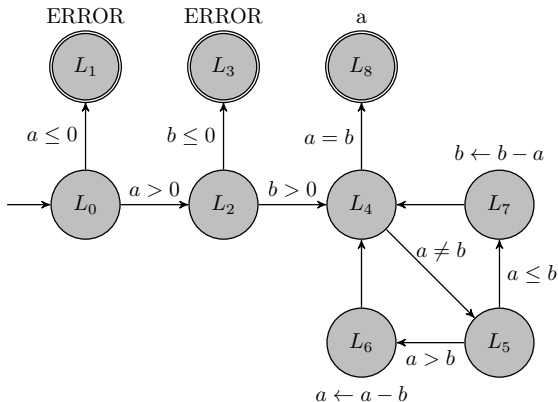 ERROR ERROR a
L₁ L₃ L₈
a ≤ 0 b ≤ 0 a = b b ← b − a
L₀ a > 0 L₂ b > 0 L₄ L₇
a ≠ b
a ≤ b
L₆ a > b L₅
a ← a − b